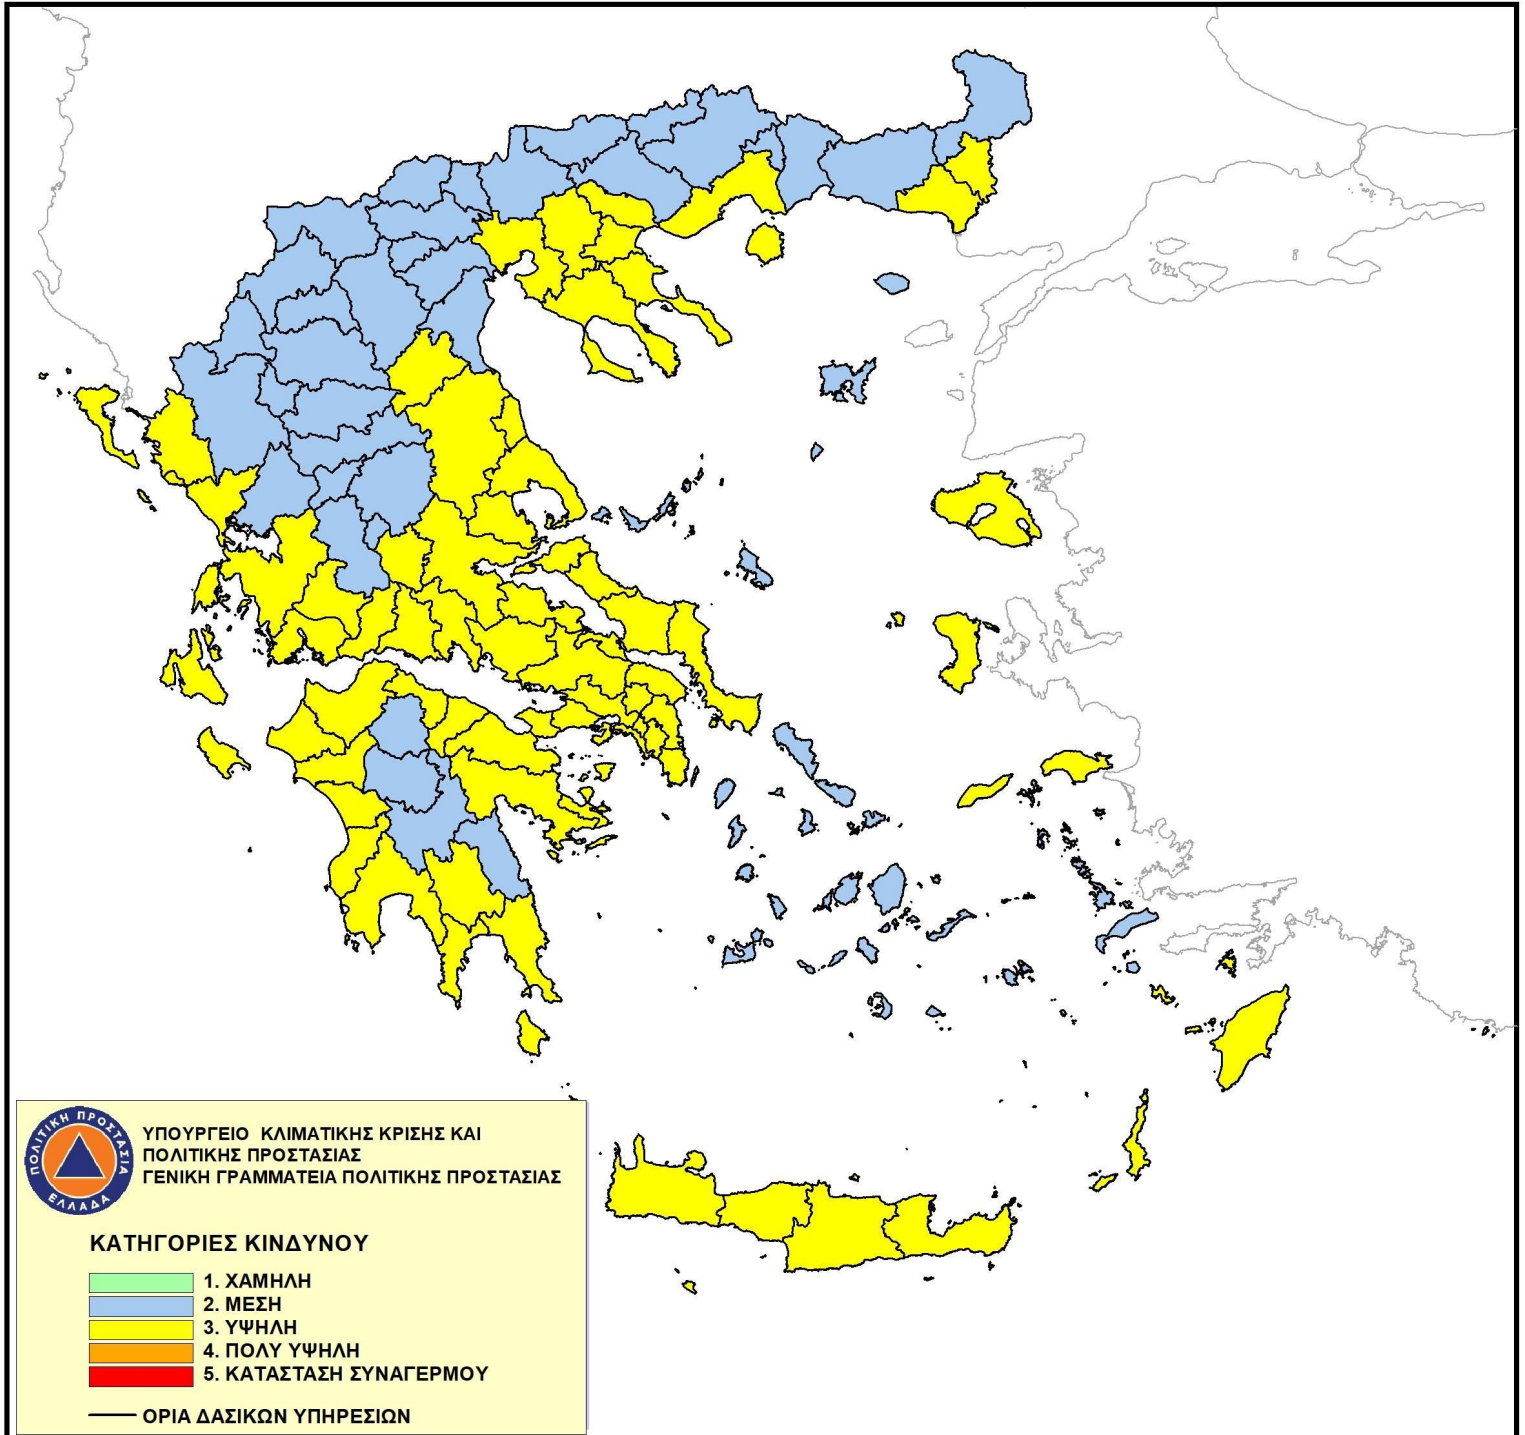 ΠΟΛΙΤΙΚΗ ΠΡΟΣΤΑΣΙΑ
ΕΛΛΑΔΑ
ΥΠΟΥΡΓΕΙΟ ΚΛΙΜΑΤΙΚΗΣ ΚΡΙΣΗΣ ΚΑΙ
ΠΟΛΙΤΙΚΗΣ ΠΡΟΣΤΑΣΙΑΣ
ΓΕΝΙΚΗ ΓΡΑΜΜΑΤΕΙΑ ΠΟΛΙΤΙΚΗΣ ΠΡΟΣΤΑΣΙΑΣ
ΚΑΤΗΓΟΡΙΕΣ ΚΙΝΔΥΝΟΥ
1. ΧΑΜΗΛΗ
2. ΜΕΣΗ
3. ΥΨΗΛΗ
4. ΠΟΛΥ ΥΨΗΛΗ
5. ΚΑΤΑΣΤΑΣΗ ΣΥΝΑΓΕΡΜΟΥ
ΟΡΙΑ ΔΑΣΙΚΩΝ ΥΠΗΡΕΣΙΩΝ